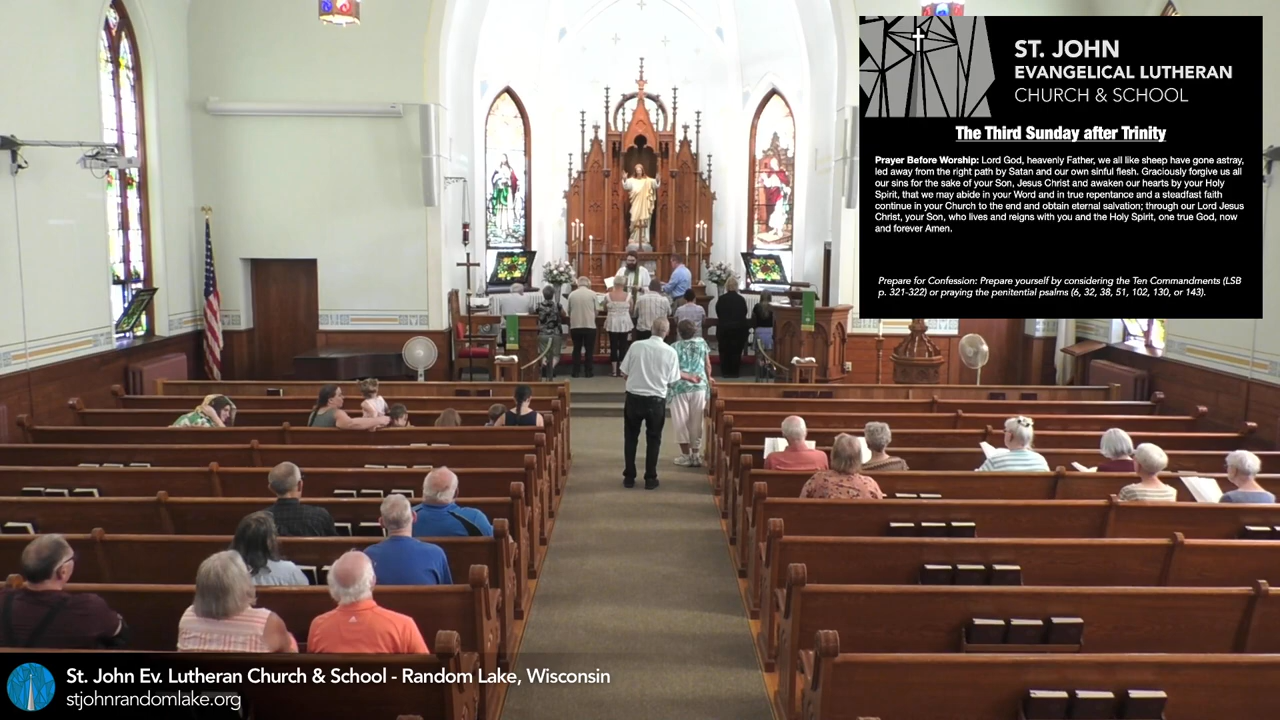 ST. JOHN
EVANGELICAL LUTHERAN
CHURCH & SCHOOL
The Third Sunday after Trinity
Prayer Before Worship: Lord God, heavenly Father, we all like sheep have gone astray,
led away from the right path by Satan and our own sinful flesh. Graciously forgive us all
our sins for the sake of your Son, Jesus Christ and awaken our hearts by your Holy
Spirit, that we may abide in your Word and in true repentance and a steadfast faith
continue in your Church to the end and obtain eternal salvation; through our Lord Jesus
Christ, your Son, who lives and reigns with you and the Holy Spirit, one true God, now
and forever Amen.
Prepare for Confession: Prepare yourself by considering the Ten Commandments (LSB
p. 321-322) or praying the penitential psalms (6, 32, 38, 51, 102, 130, or 143).
St. John Ev. Lutheran Church & School - Random Lake, Wisconsin
stjohnrandomlake.org